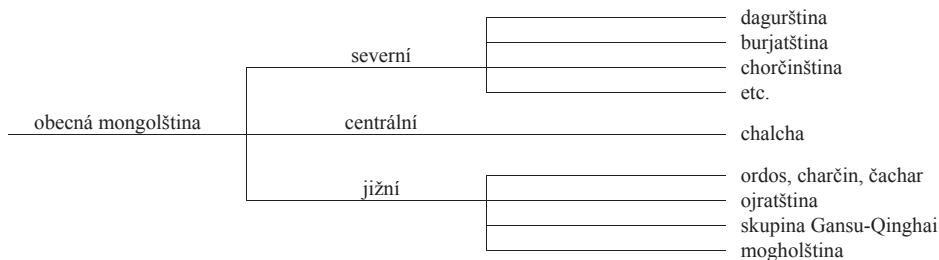 dagurština
burjatština
severní
chorčinština
etc.
obecná mongolština
centrální
chalcha
ordos, charčin, čachar
jižní
ojratština
skupina Gansu-Qinghai
mogholština